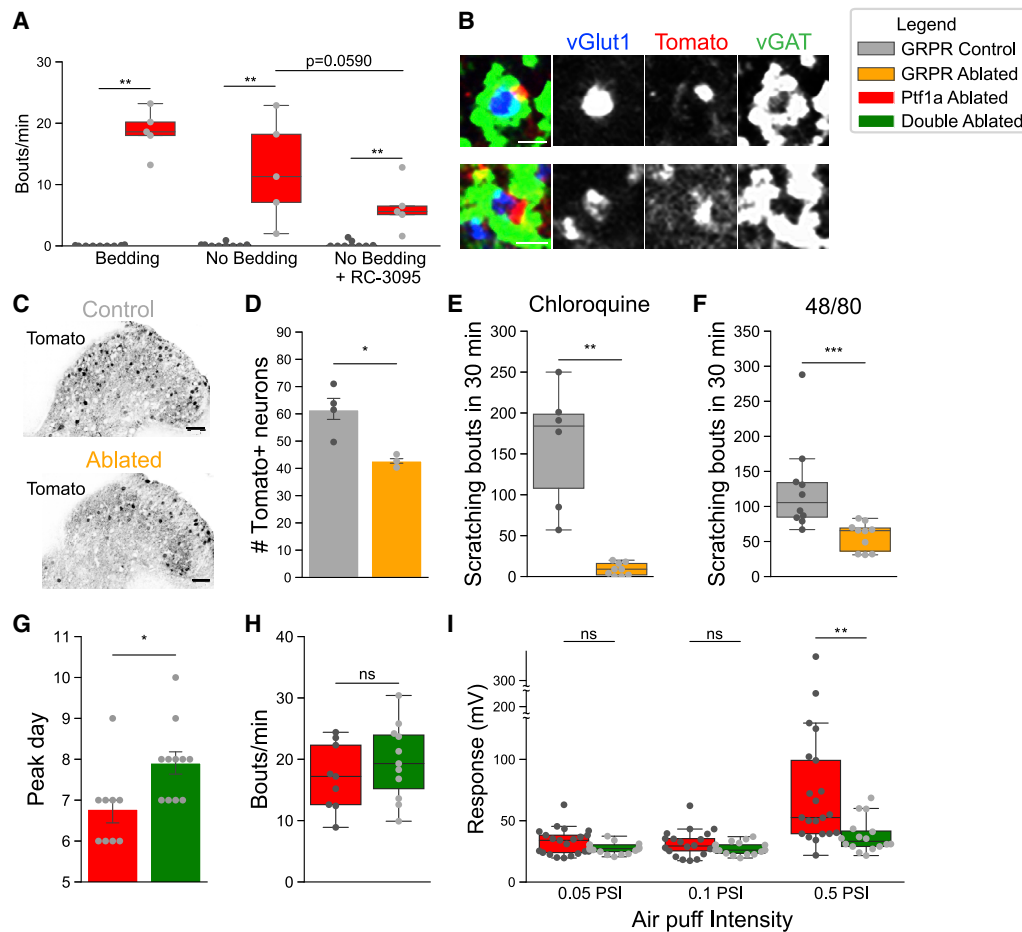 A
Bouts/min
30
20
10
0
**
**
p=0.0590
**
Bedding
No Bedding
No Bedding
+ RC-3095
B
vGlut1
Tomato
vGAT
Legend
GRPR Control
GRPR Ablated
Ptf1a Ablated
Double Ablated
C
Control
Tomato
Ablated
Tomato
D
# Tomato+ neurons
90
80
70
60
50
40
30
20
10
0
*
E
Chloroquine
Scratching bouts in 30 min
300
250
200
150
100
50
0
**
F
48/80
Scratching bouts in 30 min
350
300
250
200
150
100
50
0
***
G
Peak day
11
10
9
8
7
6
5
*
H
Bouts/min
40
30
20
10
0
ns
I
Response (mV)
300
200
100
50
0
ns
ns
**
0.05 PSI
0.1 PSI
0.5 PSI
Air puff Intensity